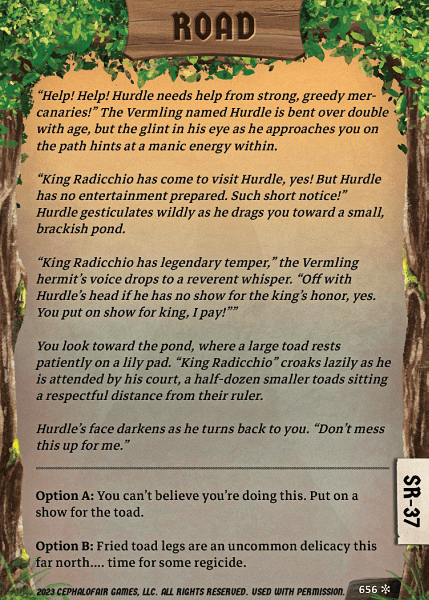 ROAD
“Help! Help! Hurdle needs help from strong, greedy mer-
canaries!” The Vermling named Hurdle is bent over double
with age, but the glint in his eye as he approaches you on
the path hints at a manic energy within.
“King Radicchio has come to visit Hurdle, yes! But Hurdle
has no entertainment prepared. Such short notice!”
Hurdle gesticulates wildly as he drags you toward a small,
brackish pond.
“King Radicchio has legendary temper,” the Vermling
hermit’s voice drops to a reverent whisper. “Off with
Hurdle’s head if he has no show for the king’s honor, yes.
You put on show for king, I pay!””
You look toward the pond, where a large toad rests
patiently on a lily pad. “King Radicchio” croaks lazily as he
is attended by his court, a half-dozen smaller toads sitting
a respectful distance from their ruler.
Hurdle’s face darkens as he turns back to you. “Don’t mess
this up for me.”
Option A: You can’t believe you’re doing this. Put on a
show for the toad.
Option B: Fried toad legs are an uncommon delicacy this
far north.... time for some regicide.
SR-37
2023 CEPHALOFAIR GAMES, LLC. ALL RIGHTS RESERVED. USED WITH PERMISSION.
656